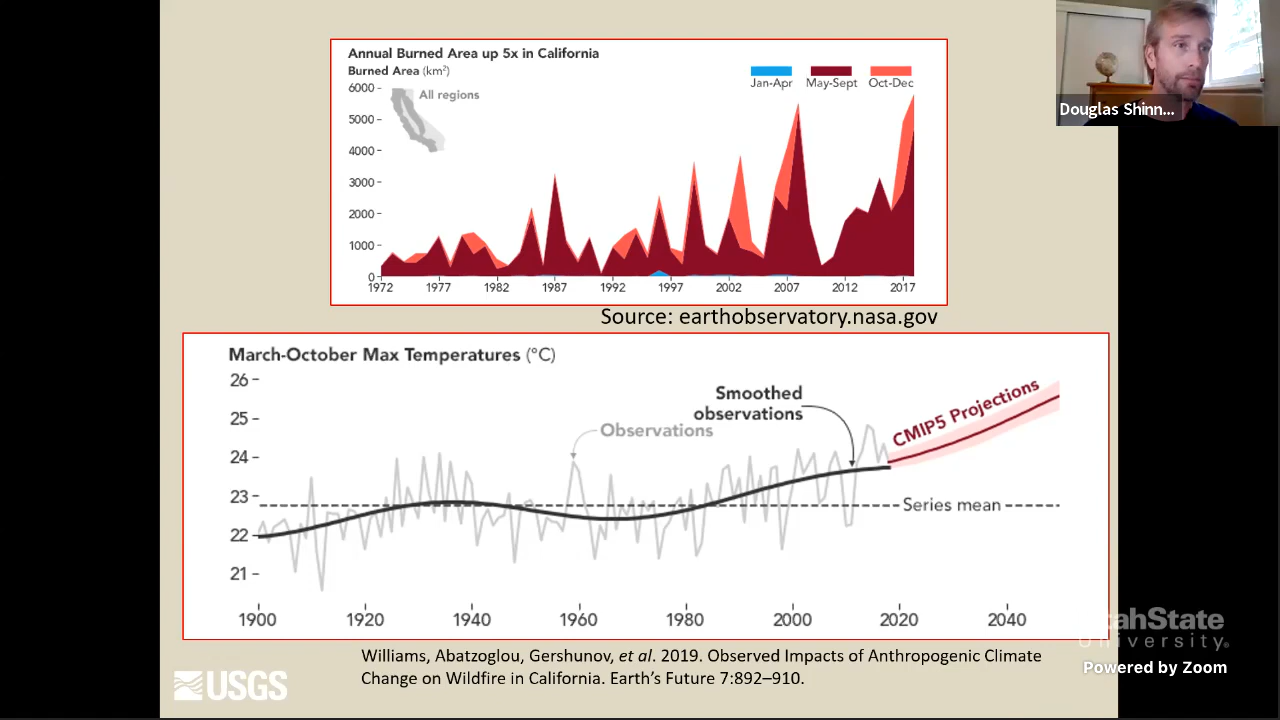 Annual Burned Area up 5x in California
Burned Area (km²)
Jan-Apr May-Sept Oct-Dec
All regions
6000
5000
4000
3000
2000
1000
0
1972 1977 1982 1987 1992 1997 2002 2007 2012 2017
Douglas Shinn...
Source: earthobservatory.nasa.gov
March-October Max Temperatures (°C)
26
25
24
23
22
21
Smoothed
observations
Observations
CMIP5 Projections
Series mean
1900 1920 1940 1960 1980 2000 2020 2040
UtahState
University
Powered by Zoom
Williams, Abatzoglou, Gershunov, et al. 2019. Observed Impacts of Anthropogenic Climate
Change on Wildfire in California. Earth's Future 7:892–910.
USGS